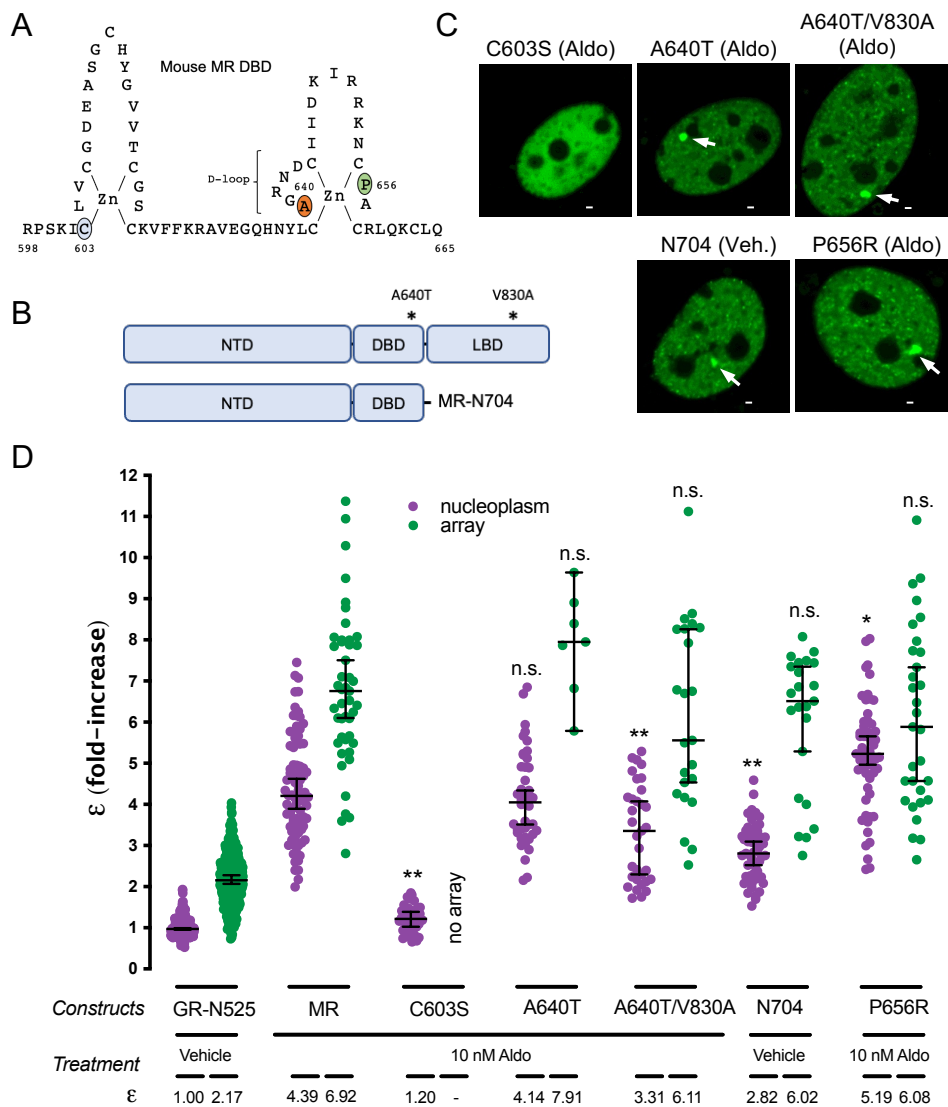 A
Mouse MR DBD
C
G H
S Y
A G
E V
D V
G T
C C
V G
L S
Zn
RPSKIC
598 603
CKVFFKRAVEGQHNYLC
I
K R
D R
I K
I N
C C
D-loop
D
N
R
G
A
640
Zn
P
656
A
CRLQKCLQ
665
B
A640T V830A
* *
NTD DBD LBD
NTD DBD MR-N704
C
C603S (Aldo) A640T (Aldo) A640T/V830A
(Aldo)
N704 (Veh.) P656R (Aldo)
D
ε (fold-increase)
12
11
10
9
8
7
6
5
4
3
2
1
0
nucleoplasm
array
**
no array
n.s.
n.s.
**
n.s.
**
n.s.
*
n.s.
Constructs GR-N525 MR C603S A640T A640T/V830A N704 P656R
Treatment Vehicle 10 nM Aldo Vehicle 10 nM Aldo
ε 1.00 2.17 4.39 6.92 1.20 - 4.14 7.91 3.31 6.11 2.82 6.02 5.19 6.08